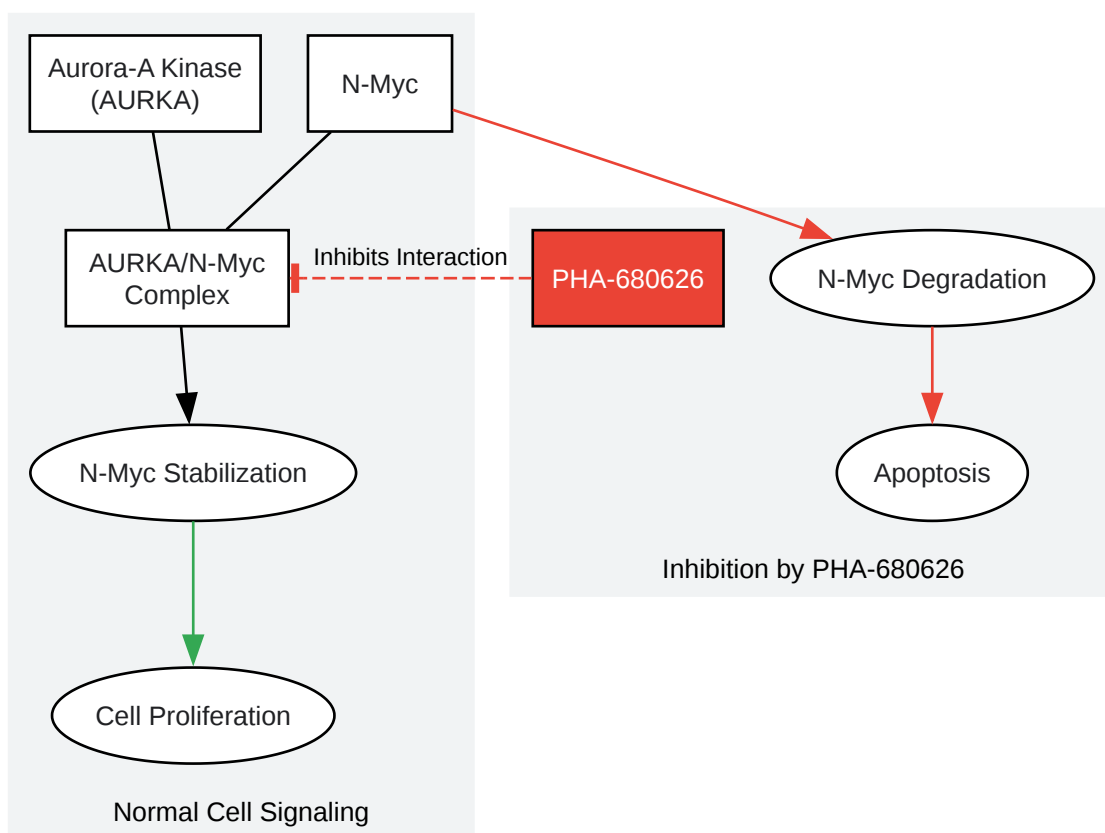 Aurora-A Kinase
(AURKA)
N-Myc
AURKA/N-Myc
Complex
Inhibits Interaction
PHA-680626
N-Myc Degradation
N-Myc Stabilization
Apoptosis
Inhibition by PHA-680626
Cell Proliferation
Normal Cell Signaling